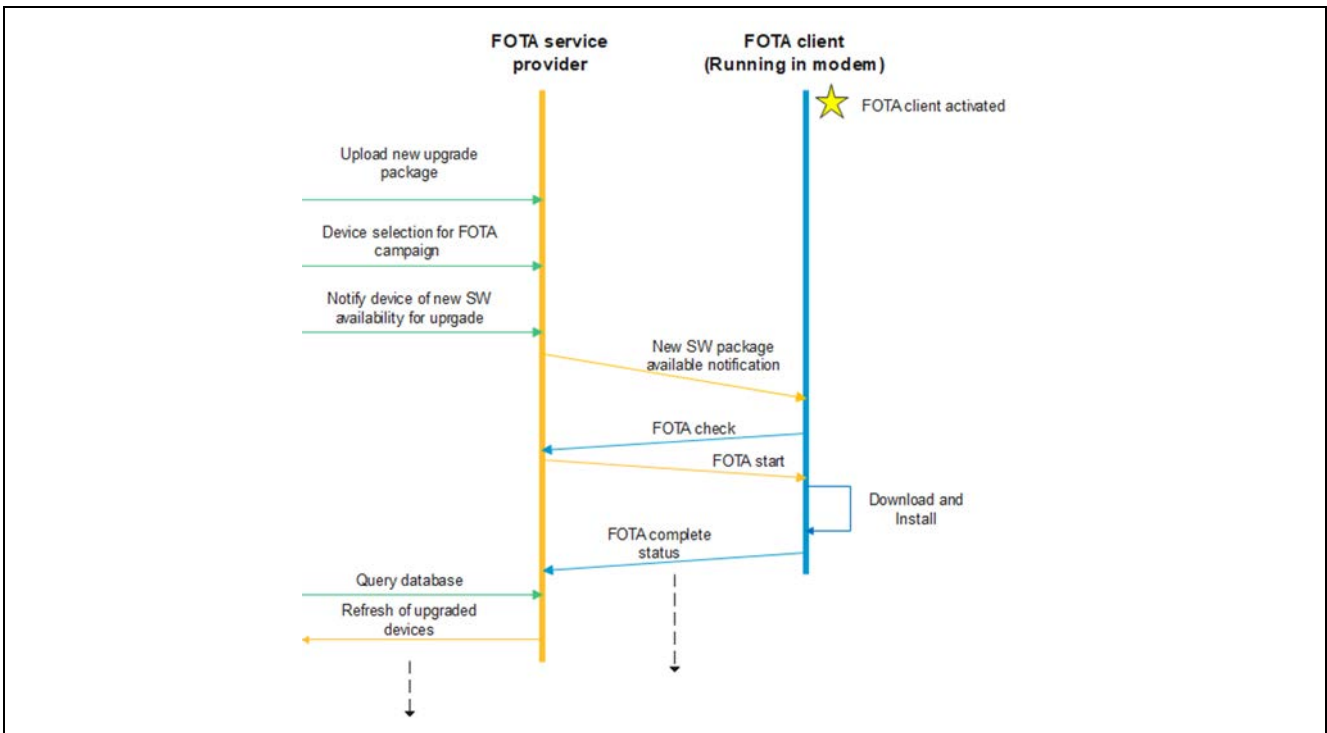 FOTA service
provider
FOTA client
(Running in modem)
FOTA client activated
Upload new upgrade
package
Device selection for FOTA
campaign
Notify device of new SW
availability for uprgade
New SW package
available notification
FOTA check
FOTA start
Download and
Install
FOTA complete
status
Query database
Refresh of upgraded
devices